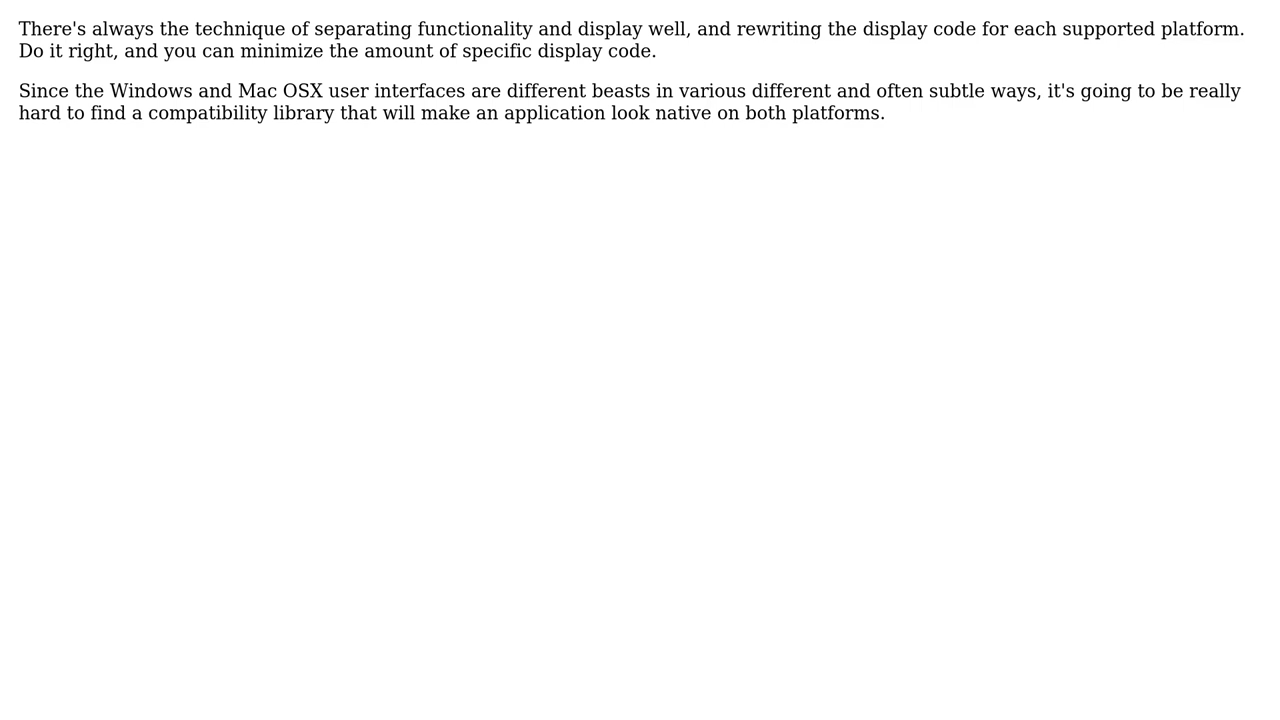 There's always the technique of separating functionality and display well, and rewriting the display code for each supported platform.
Do it right, and you can minimize the amount of specific display code.
Since the Windows and Mac OSX user interfaces are different beasts in various different and often subtle ways, it's going to be really
hard to find a compatibility library that will make an application look native on both platforms.